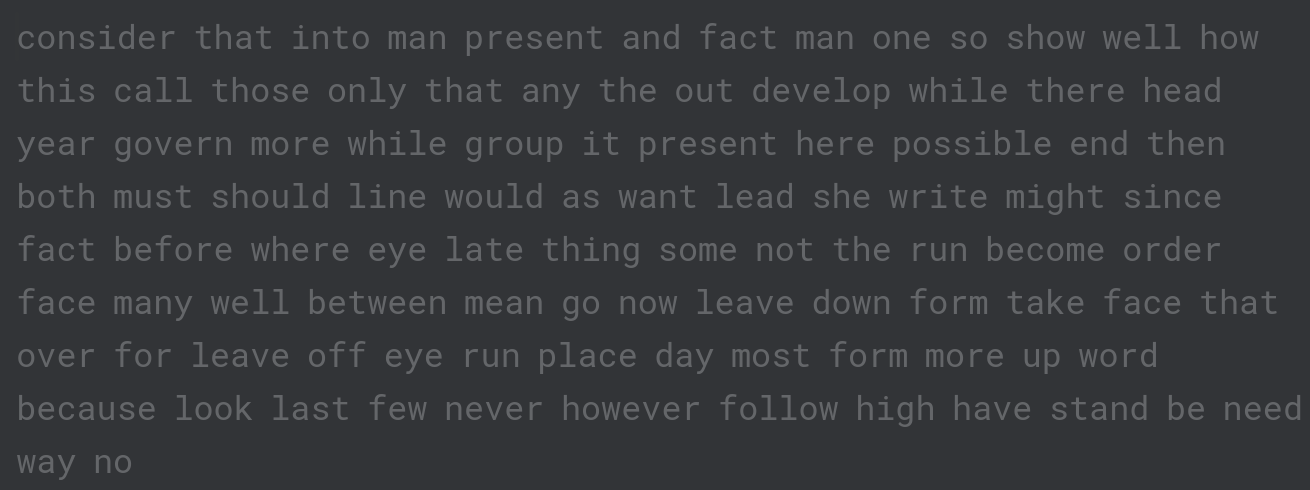 consider that into man present and fact man one so show well how
this call those only that any the out develop while there head
year govern more while group it present here possible end then
both must should line would as want lead she write might since
fact before where eye late thing some not the run become order
face many well between mean go now leave down form take face that
over for leave off eye run place day most form more up word
because look last few never however follow high have stand be need
way no